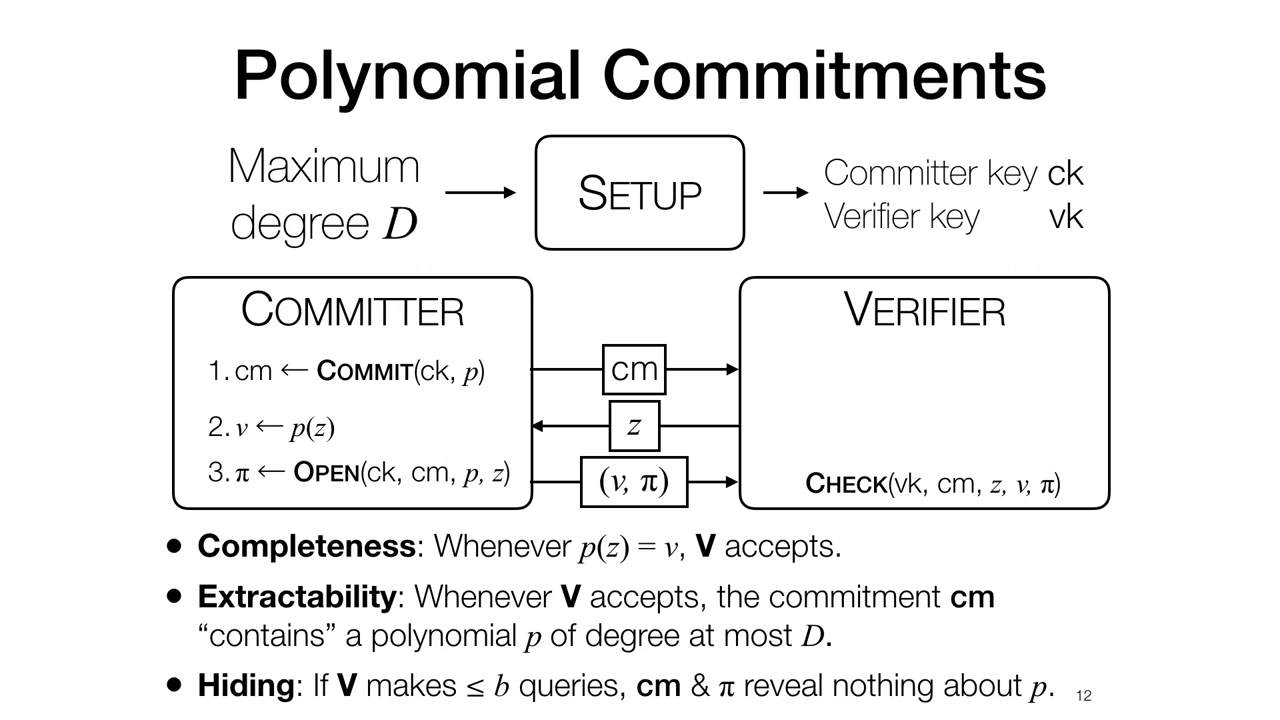 Polynomial Commitments
Maximum
degree D
SETUP
Committer key ck
Verifier key vk
COMMITTER
1. cm ← COMMIT(ck, p)
2. v ← p(z)
3. π ← OPEN(ck, cm, p, z)
cm
z
(v, π)
VERIFIER
CHECK(vk, cm, z, v, π)
• Completeness: Whenever p(z) = v, V accepts.
• Extractability: Whenever V accepts, the commitment cm
“contains” a polynomial p of degree at most D.
• Hiding: If V makes ≤ b queries, cm & π reveal nothing about p.
12